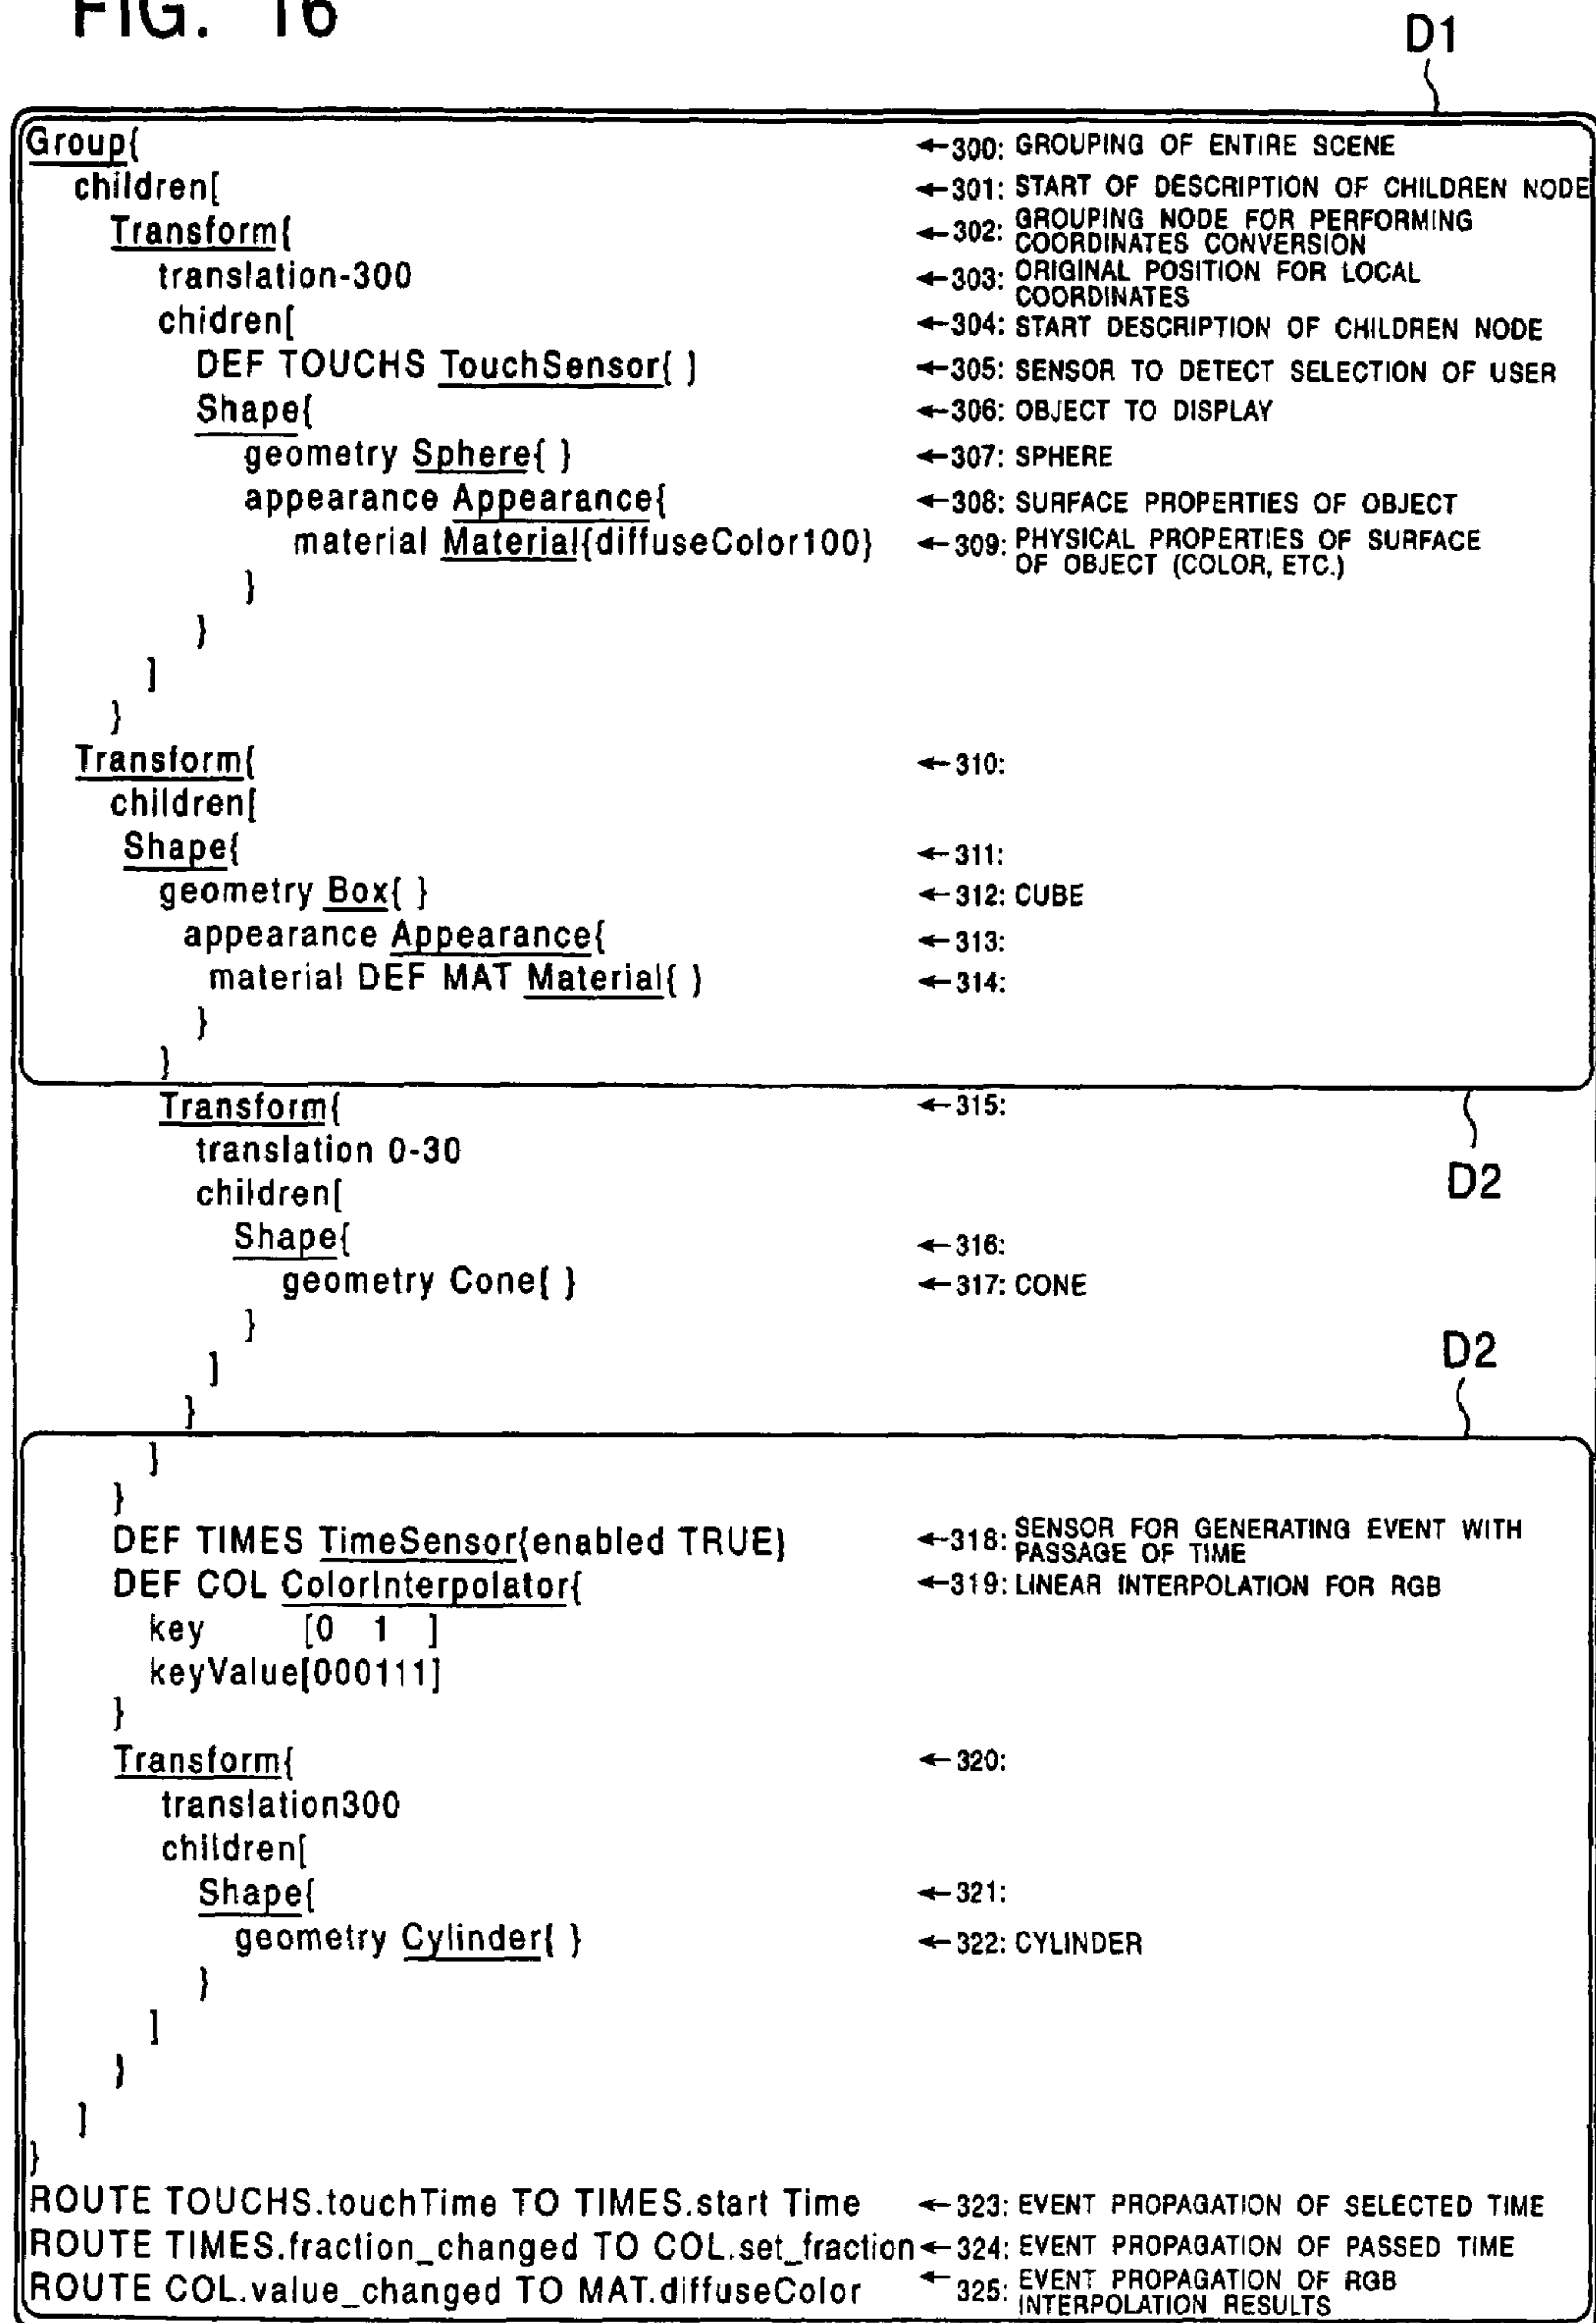 FIG. 16
D1
Group{ ←300: GROUPING OF ENTIRE SCENE
children[ ←301: START OF DESCRIPTION OF CHILDREN NODE
Transform{ ←302: GROUPING NODE FOR PERFORMING
COORDINATES CONVERSION
translation-300 ←303: ORIGINAL POSITION FOR LOCAL
COORDINATES
chidren[ ←304: START DESCRIPTION OF CHILDREN NODE
DEF TOUCHS TouchSensor{ } ←305: SENSOR TO DETECT SELECTION OF USER
Shape{ ←306: OBJECT TO DISPLAY
geometry Sphere{ } ←307: SPHERE
appearance Appearance{ ←308: SURFACE PROPERTIES OF OBJECT
material Material{diffuseColor100} ←309: PHYSICAL PROPERTIES OF SURFACE
OF OBJECT (COLOR, ETC.)
}
}
]
}
Transform{ ←310:
children[
Shape{ ←311:
geometry Box{ } ←312: CUBE
appearance Appearance{ ←313:
material DEF MAT Material{ } ←314:
}
}
Transform{ ←315:
translation 0-30
D2
children[
Shape{ ←316:
geometry Cone{ } ←317: CONE
}
D2
]
}
]
}
DEF TIMES TimeSensor{enabled TRUE} ←318: SENSOR FOR GENERATING EVENT WITH
PASSAGE OF TIME
DEF COL ColorInterpolator{ ←319: LINEAR INTERPOLATION FOR RGB
key [0 1 ]
keyValue[000111]
}
Transform{ ←320:
translation300
children[
Shape{ ←321:
geometry Cylinder{ } ←322: CYLINDER
}
]
}
]
}
ROUTE TOUCHS.touchTime TO TIMES.start Time ←323: EVENT PROPAGATION OF SELECTED TIME
ROUTE TIMES.fraction_changed TO COL.set_fraction ←324: EVENT PROPAGATION OF PASSED TIME
ROUTE COL.value_changed TO MAT.diffuseColor ←325: EVENT PROPAGATION OF RGB
INTERPOLATION RESULTS